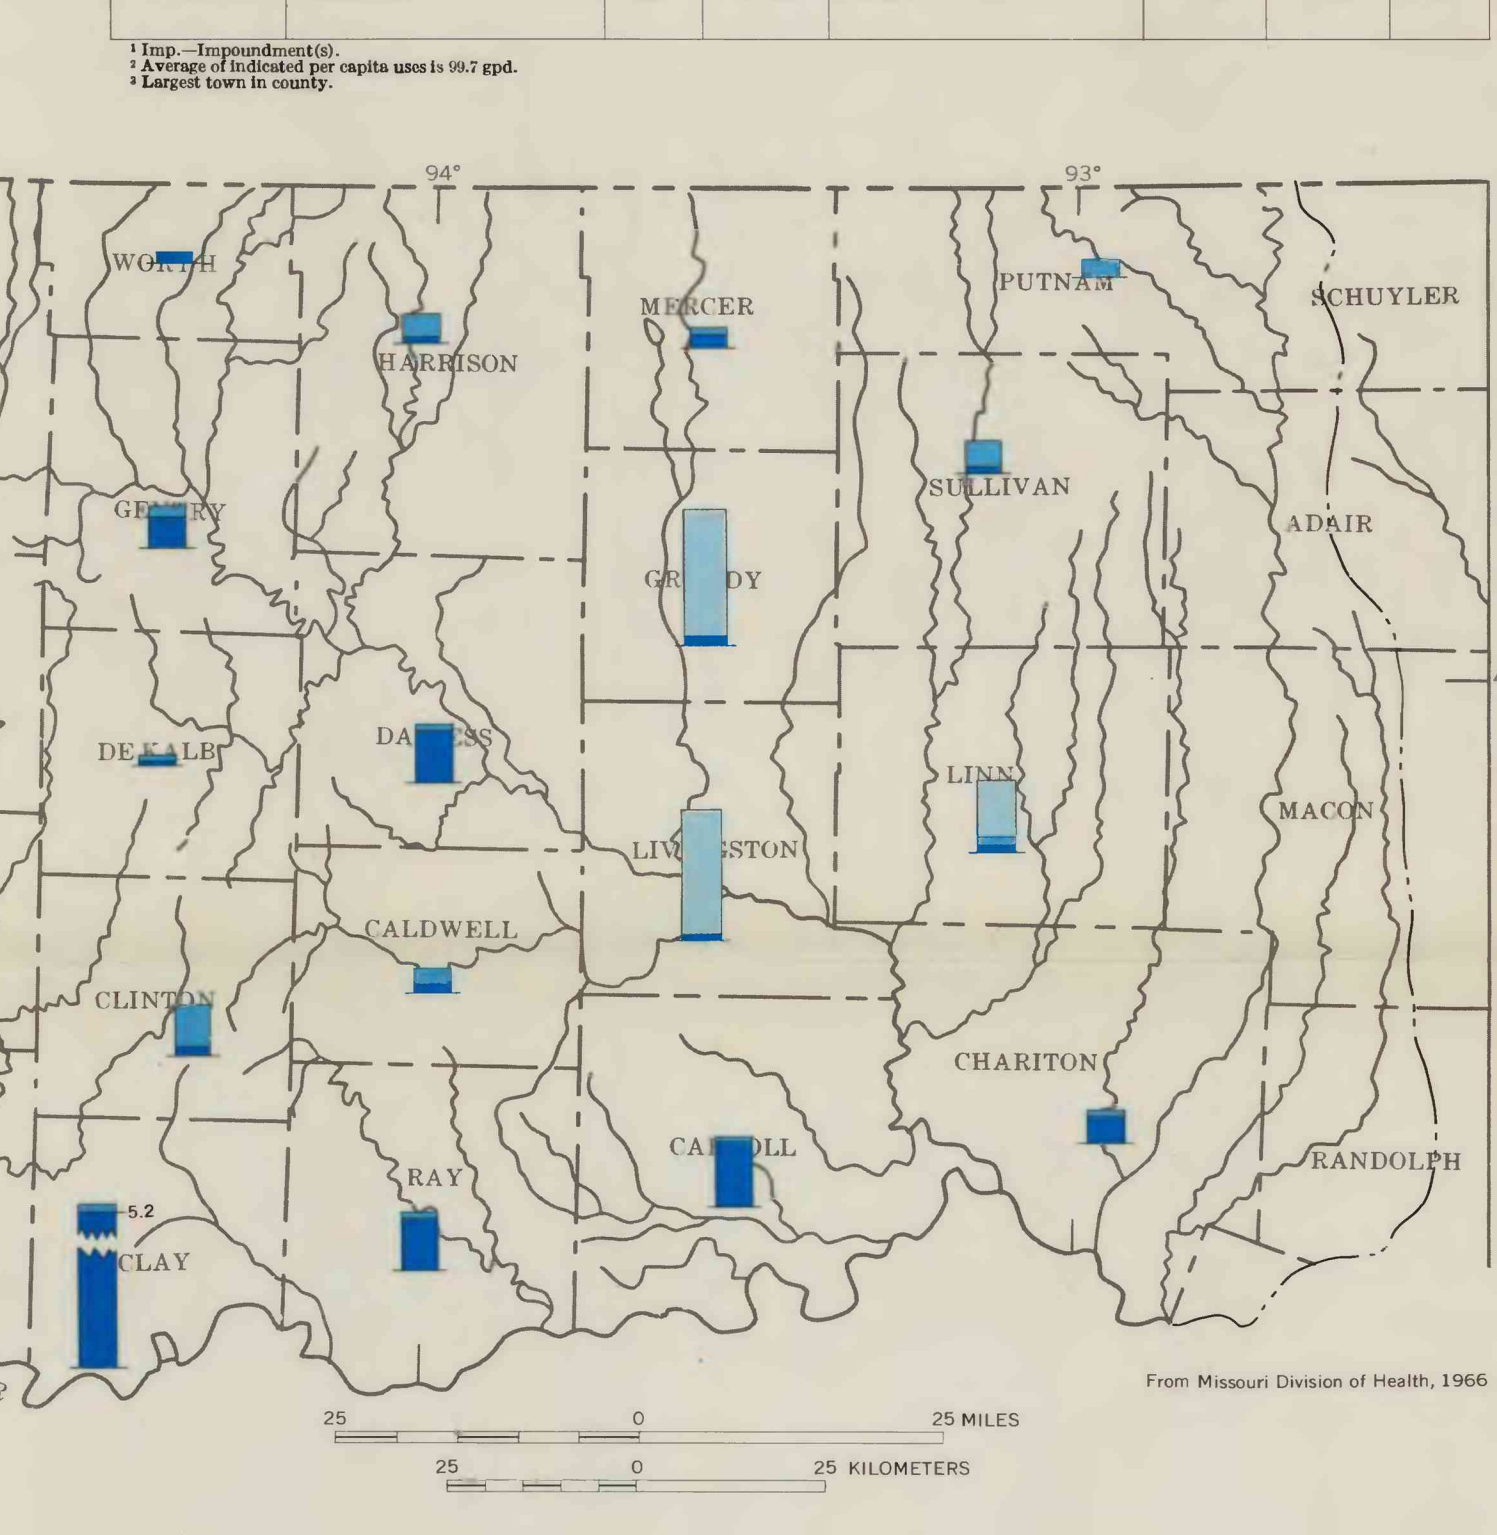 ¹ Imp.—Impoundment(s).
² Average of indicated per capita uses is 99.7 gpd.
³ Largest town in county.
94°
93°
WORTH
HARRISON
MERCER
PUTNAM
SCHUYLER
GENTRY
GRUNDY
SULLIVAN
ADAIR
DE KALB
DAVIESS
LIVINGSTON
LINN
MACON
CLINTON
CALDWELL
CHARITON
RAY
CARROLL
RANDOLPH
5.2
CLAY
From Missouri Division of Health, 1966
25 0 25 MILES
25 0 25 KILOMETERS